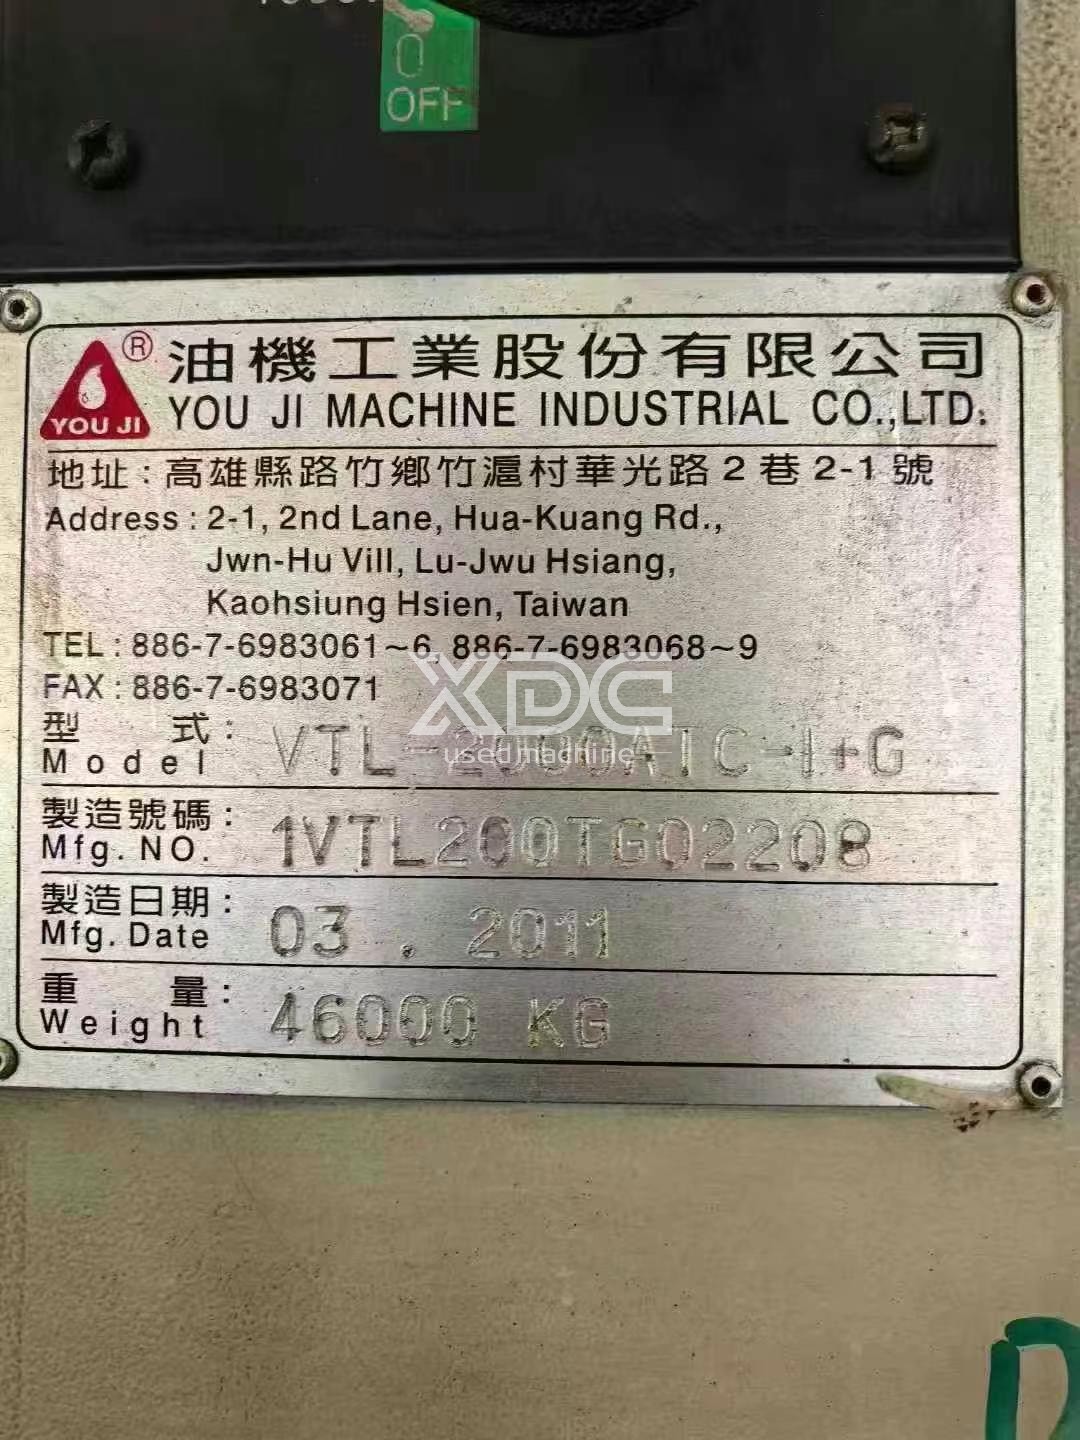 0
OFF
® 油機工業股份有限公司
YOU JI YOU JI MACHINE INDUSTRIAL CO.,LTD.
地址：高雄縣路竹鄉竹滬村華光路2巷2-1號
Address : 2-1, 2nd Lane, Hua-Kuang Rd.,
Jwn-Hu Vill, Lu-Jwu Hsiang,
Kaohsiung Hsien, Taiwan
TEL : 886-7-6983061~6, 886-7-6983068~9
FAX : 886-7-6983071
XDC
used machine
型式：
Model VTL-2000ATC-I+G
製造號碼：
Mfg. NO. 1VTL200TG02208
製造日期：
Mfg. Date 03 . 2011
重量：
Weight 46000 KG